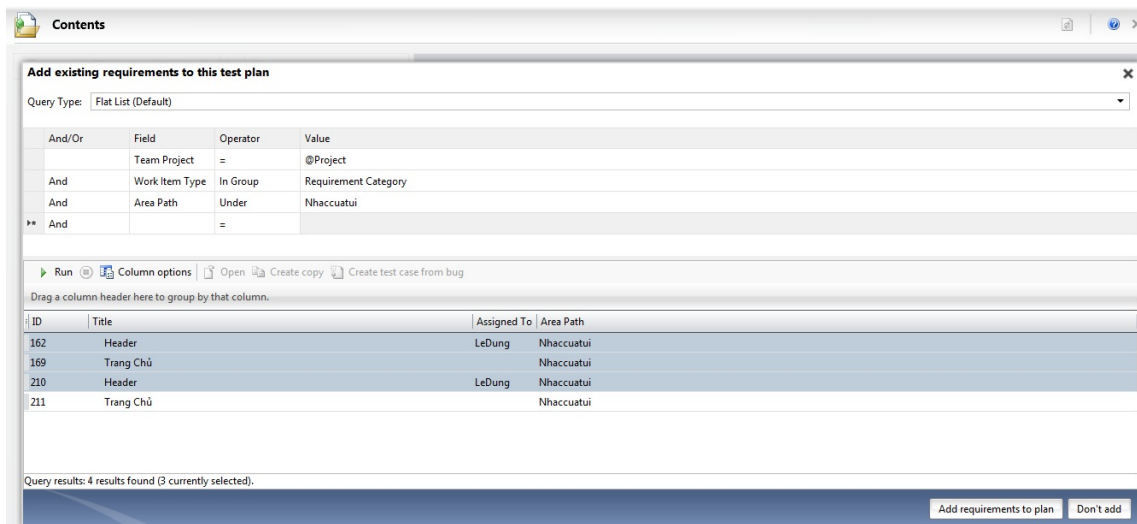 Contents
Add existing requirements to this test plan
Query Type: Flat List (Default)
And/Or Field Operator Value
Team Project = @Project
And Work Item Type In Group Requirement Category
And Area Path Under Nhaccuatui
And =
Run Column options Open Create copy Create test case from bug
Drag a column header here to group by that column.
ID Title Assigned To Area Path
162 Header LeDung Nhaccuatui
169 Trang Chủ Nhaccuatui
210 Header LeDung Nhaccuatui
211 Trang Chủ Nhaccuatui
Query results: 4 results found (3 currently selected).
Add requirements to plan Don't add